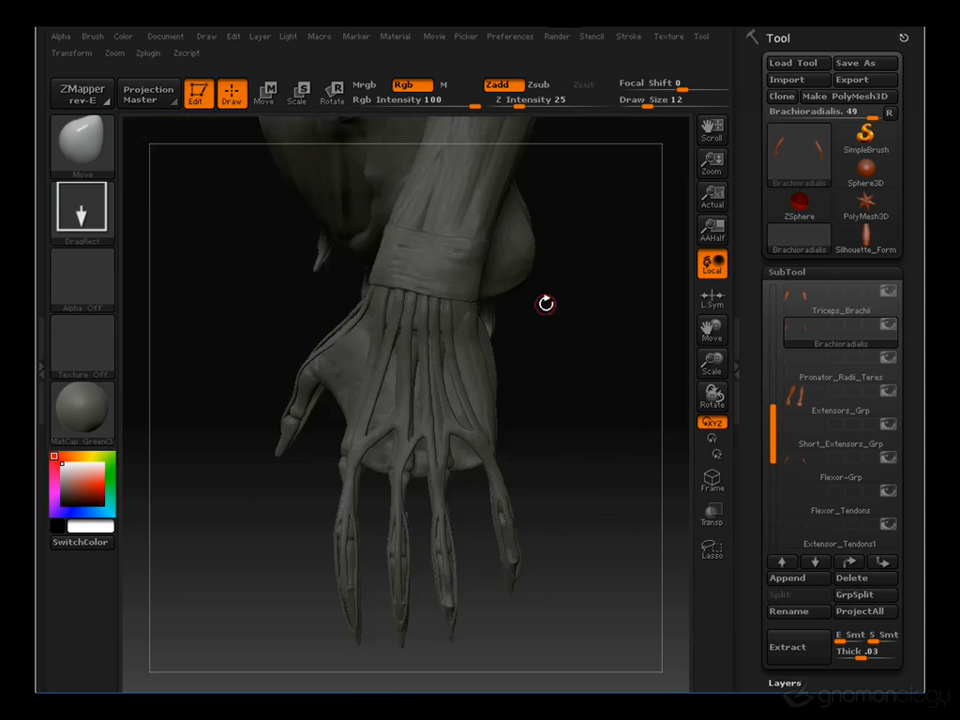 Alpha Brush Color Document Draw Edit Layer Light Macro Marker Material Movie Picker Preferences Render Stencil Stroke Texture Tool
Transform Zoom Zplugin Zscript
Tool
Load Tool Save As
Import Export
Clone Make PolyMesh3D
Brachioradialis. 49 R
ZMapper
rev-E
Projection
Master
Edit Draw Move Scale Rotate
Mrgb Rgb M
Rgb Intensity 100
Zadd Zsub Zcut
Z Intensity 25
Focal Shift 0
Draw Size 12
Move
DragRect
Alpha Off
Texture Off
MatCap GreenCl
SwitchColor
Scroll
Zoom
Actual
AAHalf
Local
L.Sym
Move
Scale
Rotate
XYZ
Frame
Transp
Lasso
Brachioradialis
SimpleBrush
Sphere3D
ZSphere
PolyMesh3D
Brachioradialis
Silhouette_Form
SubTool
Triceps_Brachii
Brachioradialis
Pronator_Radii_Teres
Extensors_Grp
Short_Extensors_Grp
Flexor-Grp
Flexor_Tendons
Extensor_Tendons1
Append Delete
Split GrpSplit
Rename ProjectAll
Extract
E Smt S Smt
Thick .03
Layers
gnomonology